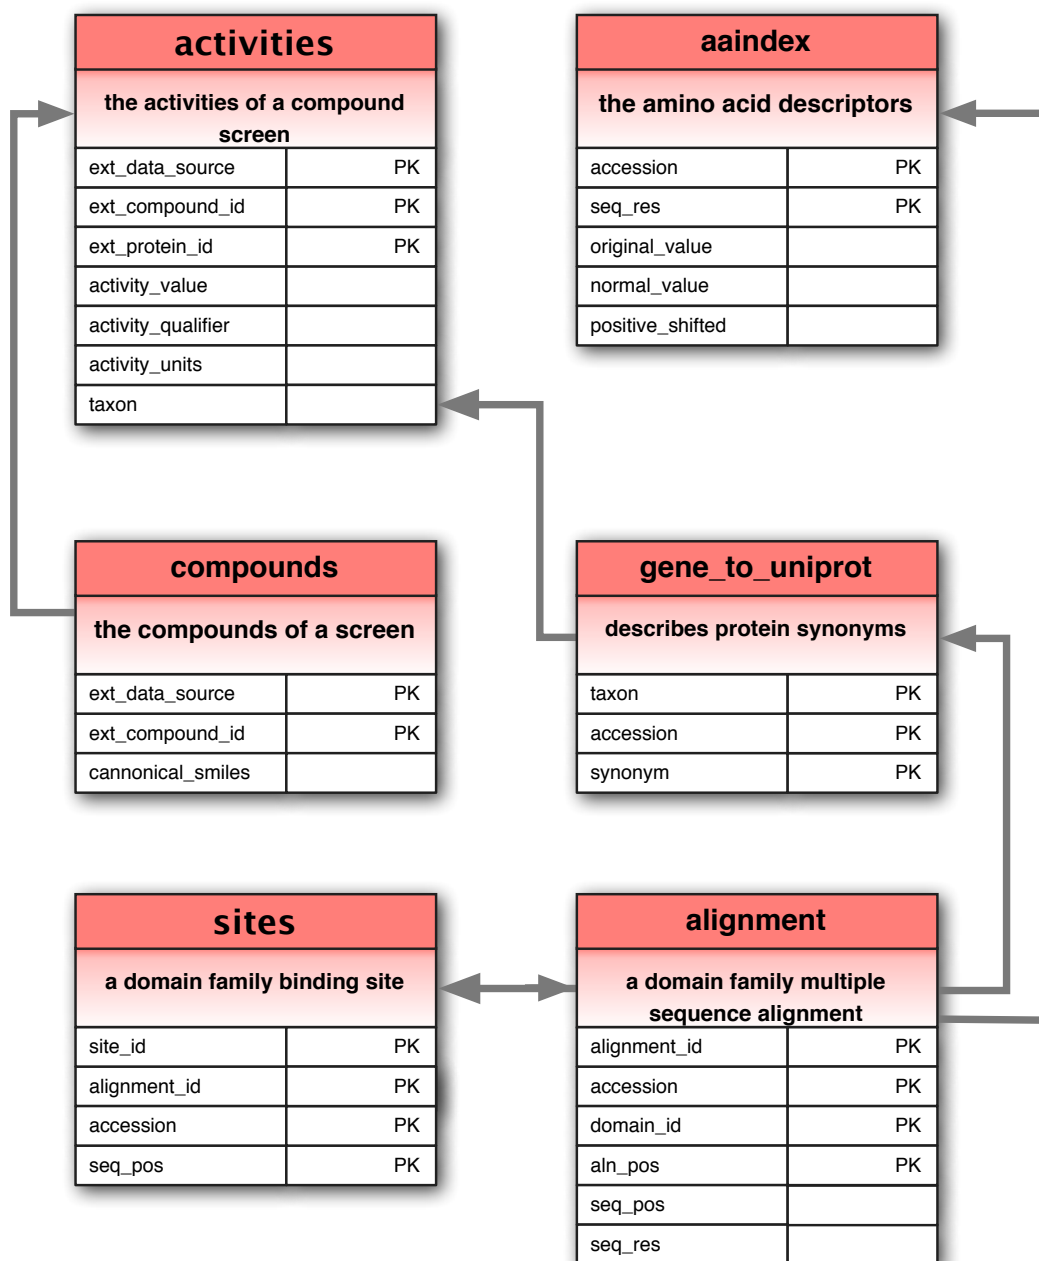 activities
the activities of a compound
screen
ext_data_source PK
ext_compound_id PK
ext_protein_id PK
activity_value
activity_qualifier
activity_units
taxon
aaindex
the amino acid descriptors
accession PK
seq_res PK
original_value
normal_value
positive_shifted
compounds
the compounds of a screen
ext_data_source PK
ext_compound_id PK
cannonical_smiles
gene_to_uniprot
describes protein synonyms
taxon PK
accession PK
synonym PK
sites
a domain family binding site
site_id PK
alignment_id PK
accession PK
seq_pos PK
alignment
a domain family multiple
sequence alignment
alignment_id PK
accession PK
domain_id PK
aln_pos PK
seq_pos
seq_res